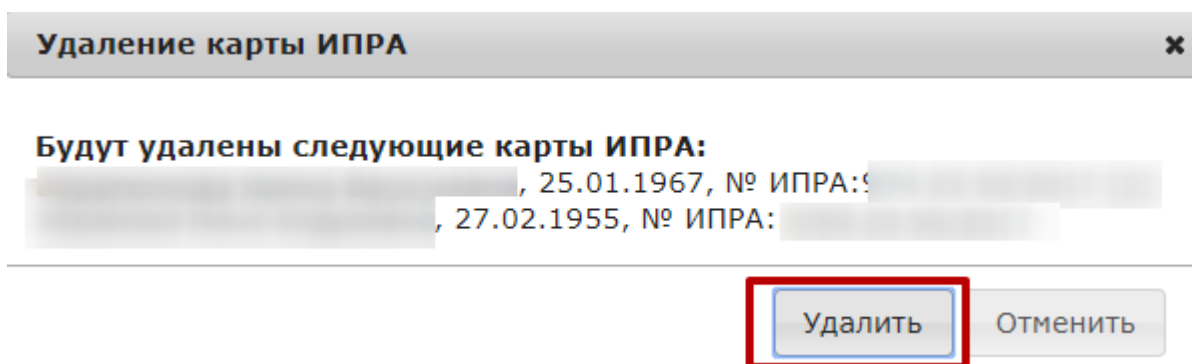 Удаление карты ИПРА
Будут удалены следующие карты ИПРА:
, 25.01.1967, № ИПРА:
, 27.02.1955, № ИПРА:
Удалить
Отменить